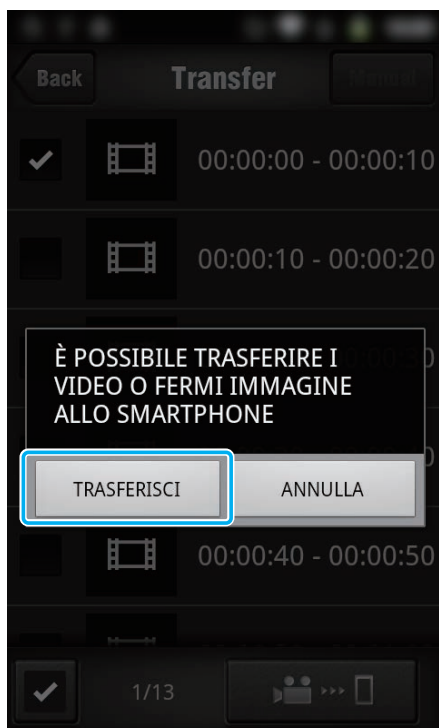 Back
Transfer
Manual
00:00:00 - 00:00:10
00:00:10 - 00:00:20
È POSSIBILE TRASFERIRE I
VIDEO O FERMI IMMAGINE
ALLO SMARTPHONE
TRASFERISCI
ANNULLA
00:00:40 - 00:00:50
1/13